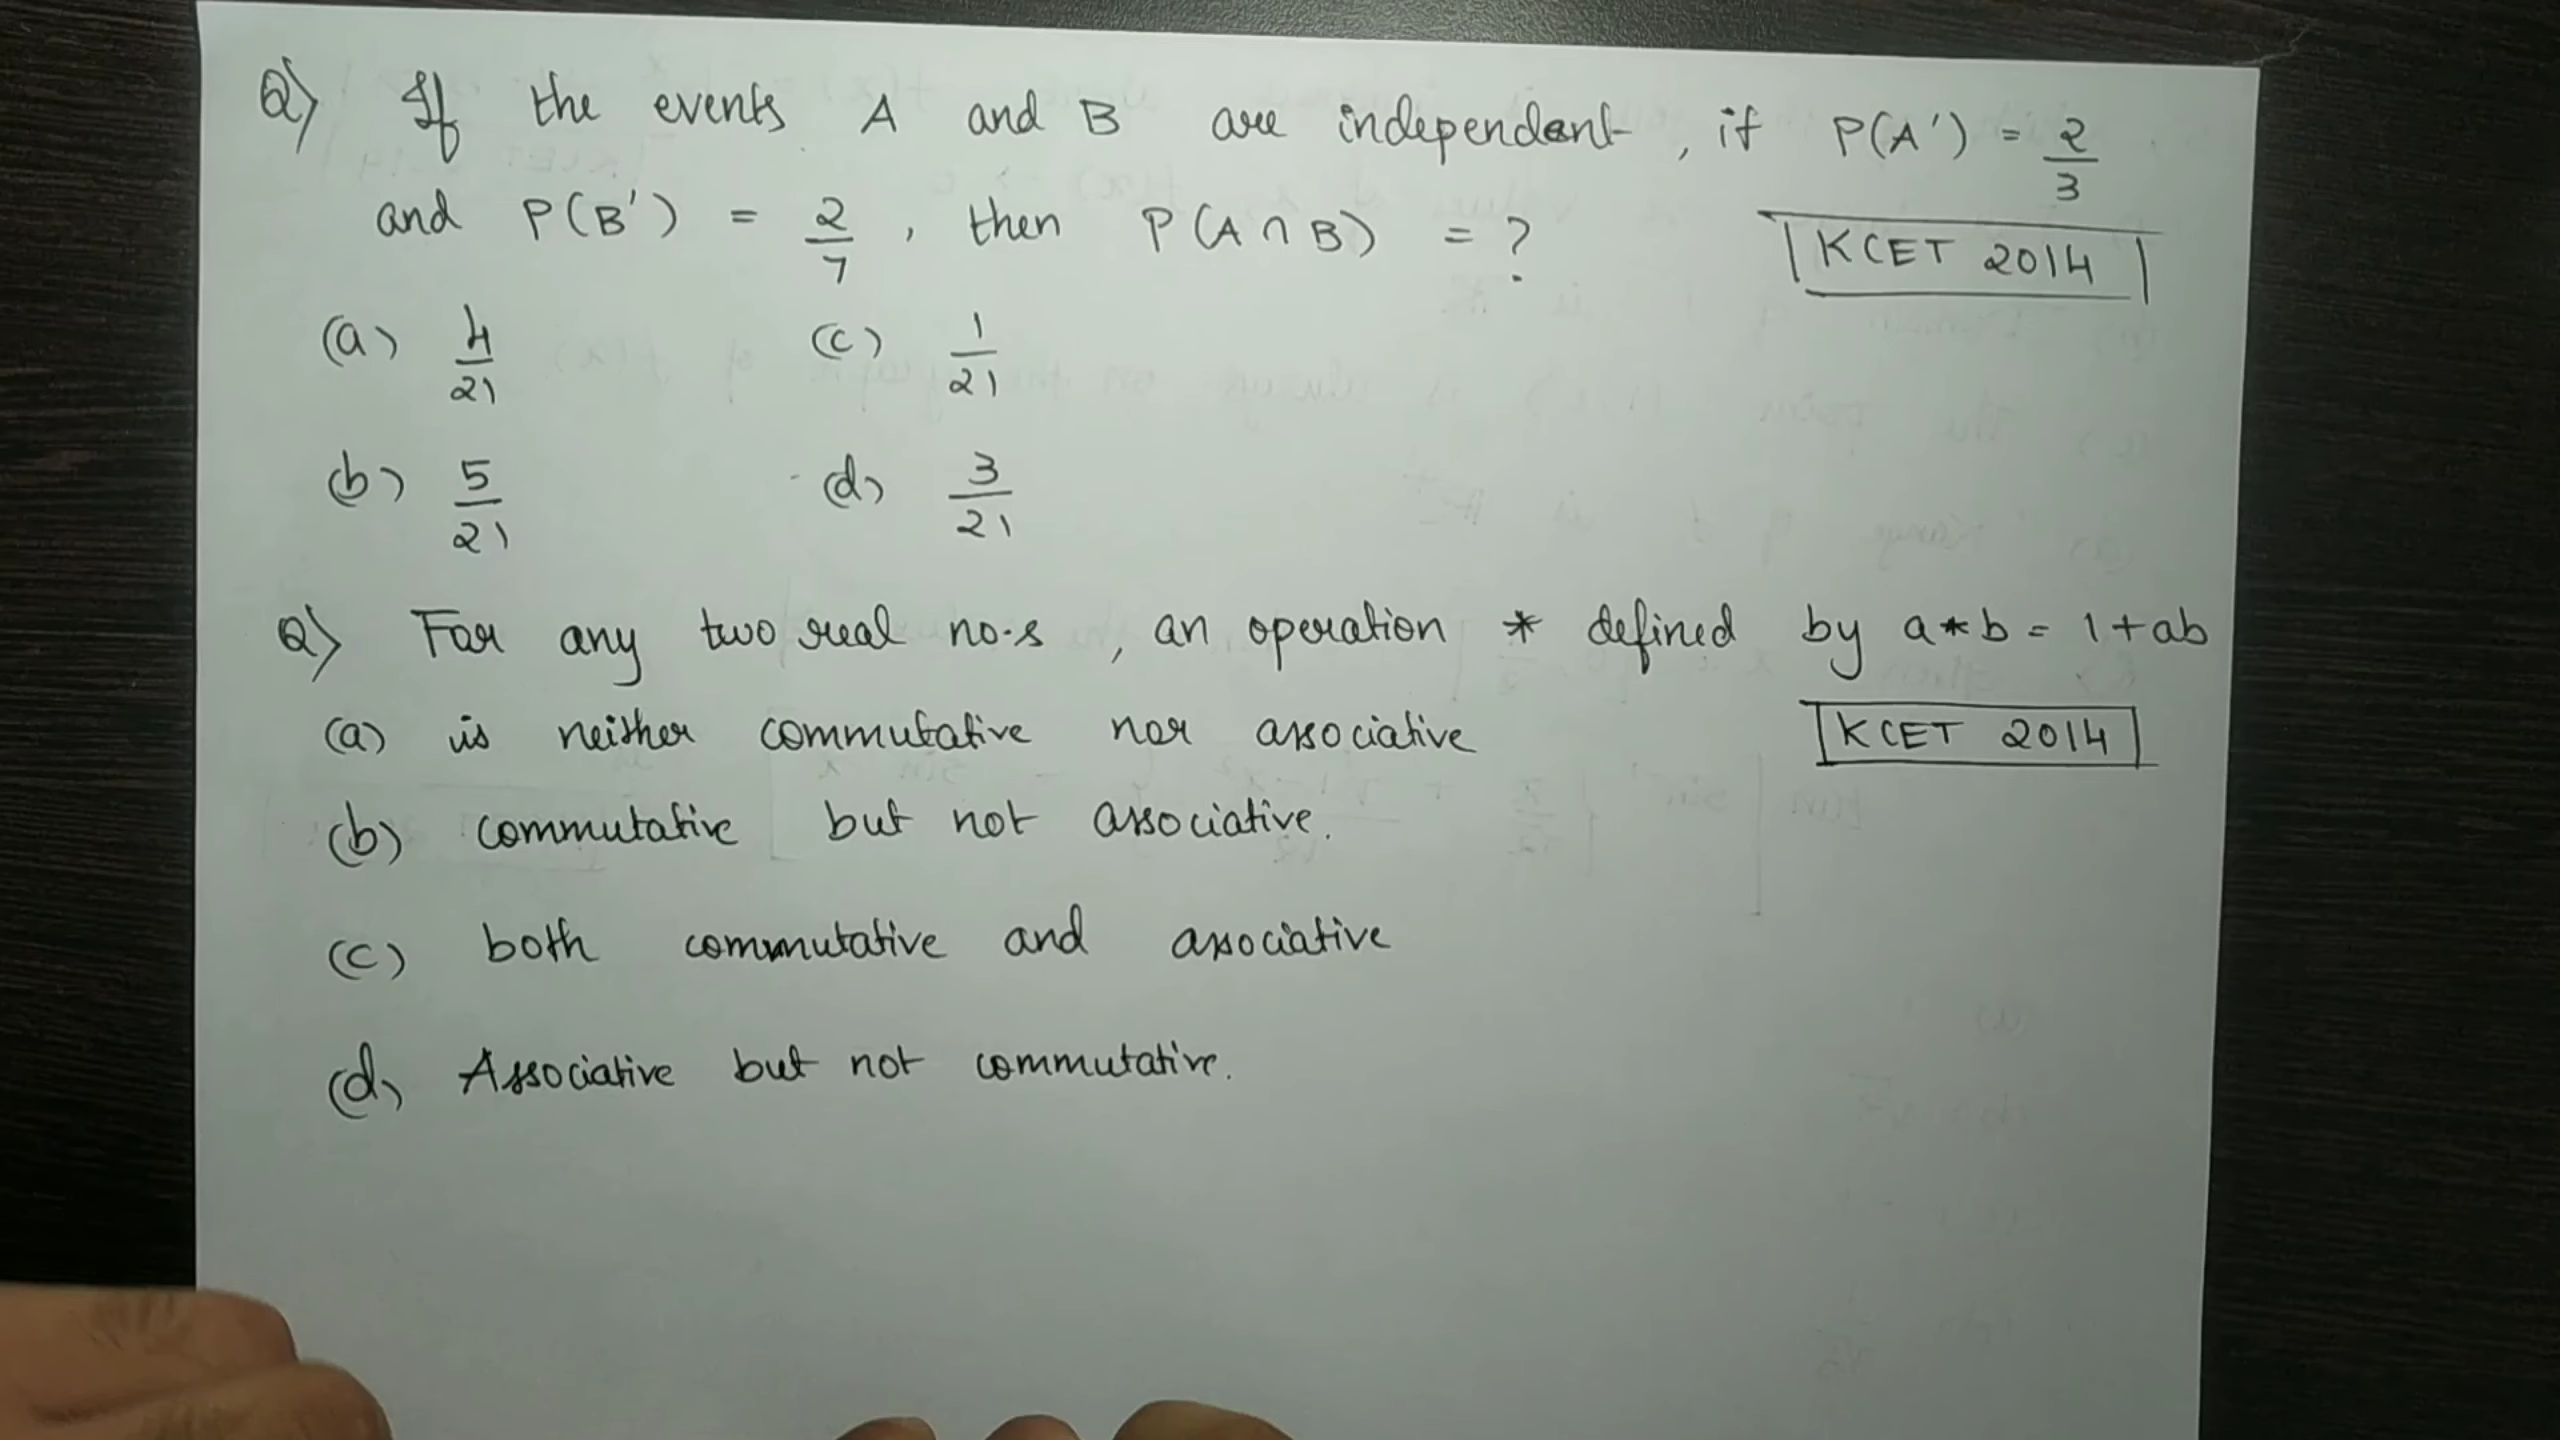 Q) If the events A and B are independent, if P(A') = 2/3
and P(B') = 2/7, then P(A ∩ B) = ?
KCET 2014
(a) 4/21 (c) 1/21
(b) 5/21 (d) 3/21
Q) For any two real no.s, an operation * defined by a*b = 1+ab
(a) is neither commutative nor associative
KCET 2014
(b) commutative but not associative.
(c) both commutative and associative
(d) Associative but not commutative.